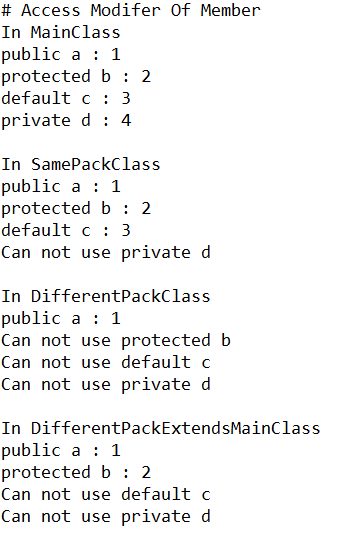 # Access Modifer Of Member
In MainClass
public a : 1
protected b : 2
default c : 3
private d : 4
In SamePackClass
public a : 1
protected b : 2
default c : 3
Can not use private d
In DifferentPackClass
public a : 1
Can not use protected b
Can not use default c
Can not use private d
In DifferentPackExtendsMainClass
public a : 1
protected b : 2
Can not use default c
Can not use private d